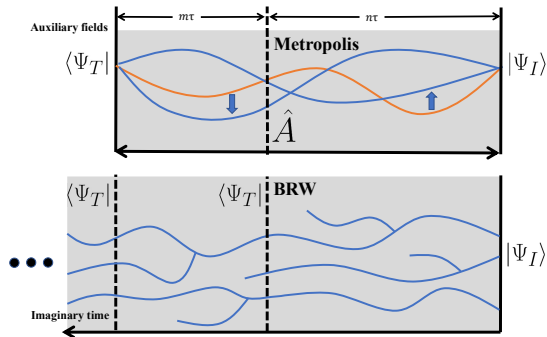 mτ nτ
Auxiliary fields
Metropolis
⟨Ψ_T| |Ψ_I⟩
Â
⟨Ψ_T| ⟨Ψ_T| BRW
|Ψ_I⟩
Imaginary time